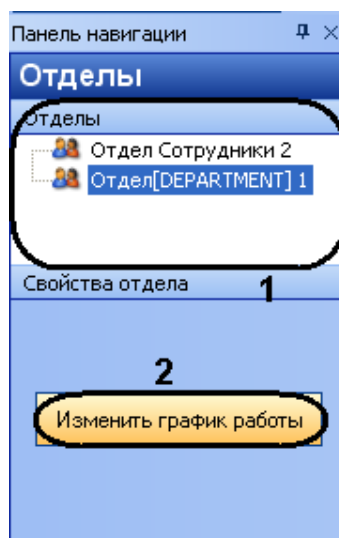 Панель навигации
Отделы
Отделы
Отдел Сотрудники 2
Отдел[DEPARTMENT] 1
Свойства отдела
1
2
Изменить график работы